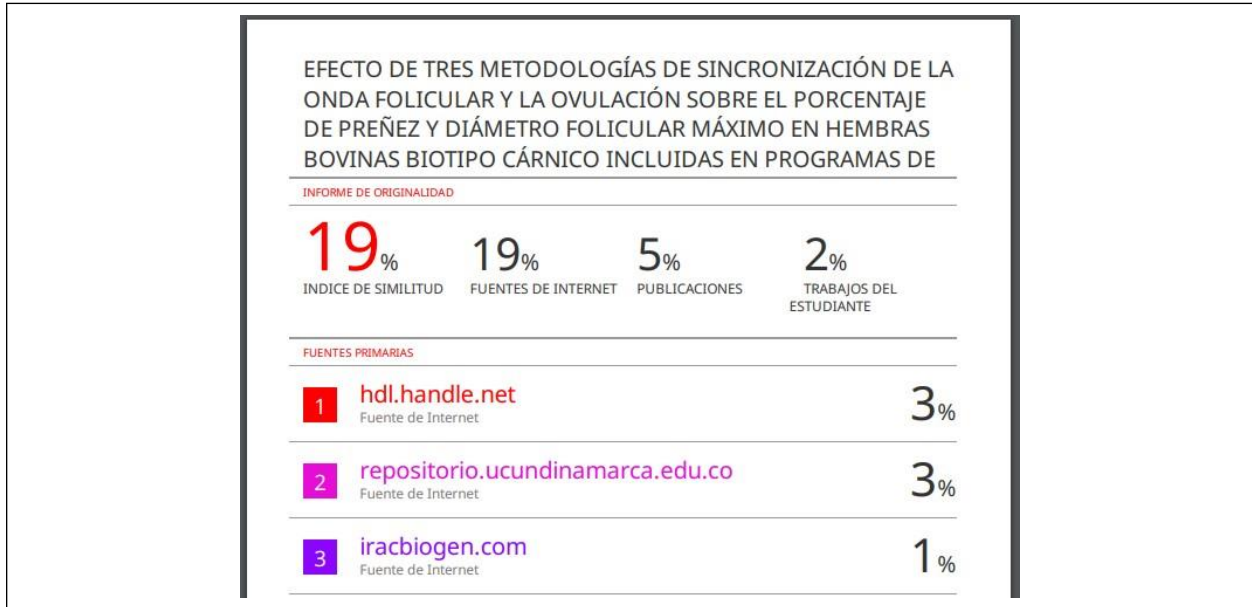 EFECTO DE TRES METODOLOGÍAS DE SINCRONIZACIÓN DE LA
ONDA FOLICULAR Y LA OVULACIÓN SOBRE EL PORCENTAJE
DE PREÑEZ Y DIÁMETRO FOLICULAR MÁXIMO EN HEMBRAS
BOVINAS BIOTIPO CÁRNICO INCLUIDAS EN PROGRAMAS DE
INFORME DE ORIGINALIDAD
19% 19% 5% 2%
INDICE DE SIMILITUD FUENTES DE INTERNET PUBLICACIONES TRABAJOS DEL
ESTUDIANTE
FUENTES PRIMARIAS
1 hdl.handle.net 3%
Fuente de Internet
2 repositorio.ucundinamarca.edu.co 3%
Fuente de Internet
3 iracbiogen.com 1%
Fuente de Internet